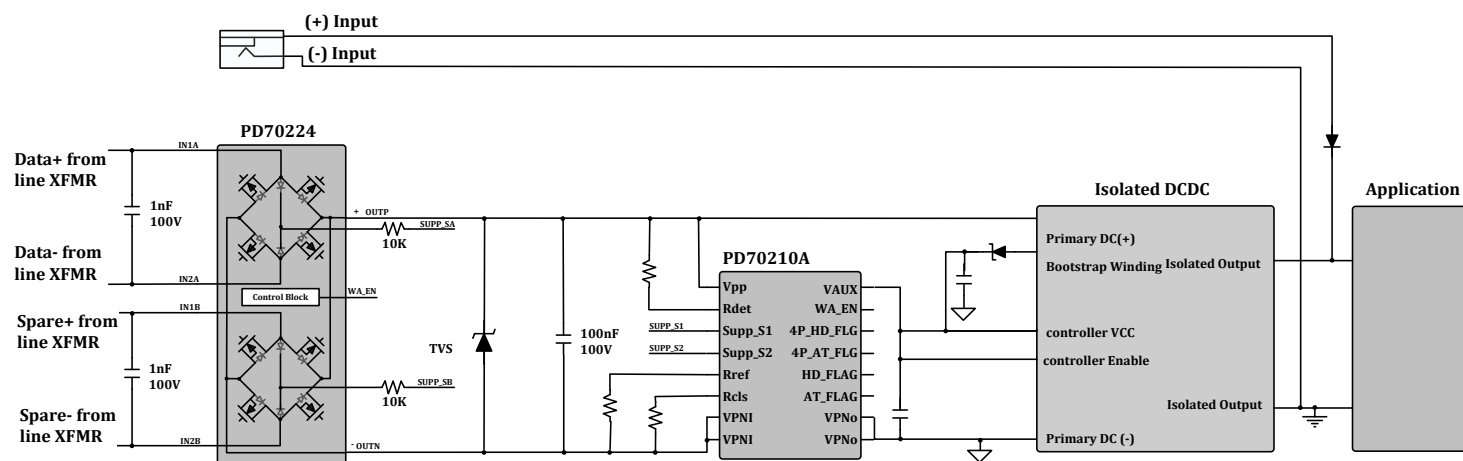 (+) Input
(-) Input
PD70224
IN1A
Data+ from
line XFMR
1nF
100V
Data- from
line XFMR
IN2A
+ OUTP
SUPP_SA
10K
Control Block
WA_EN
IN1B
Spare+ from
line XFMR
1nF
100V
Spare- from
line XFMR
IN2B
SUPP_SB
10K
- OUTN
TVS
100nF
100V
SUPP_S1
SUPP_S2
PD70210A
Vpp
Rdet
Supp_S1
Supp_S2
Rref
Rcls
VPNI
VPNI
VAUX
WA_EN
4P_HD_FLG
4P_AT_FLG
HD_FLAG
AT_FLAG
VPNo
VPNo
Isolated DCDC
Primary DC(+)
Bootstrap Winding
Isolated Output
controller VCC
controller Enable
Isolated Output
Primary DC (-)
Application